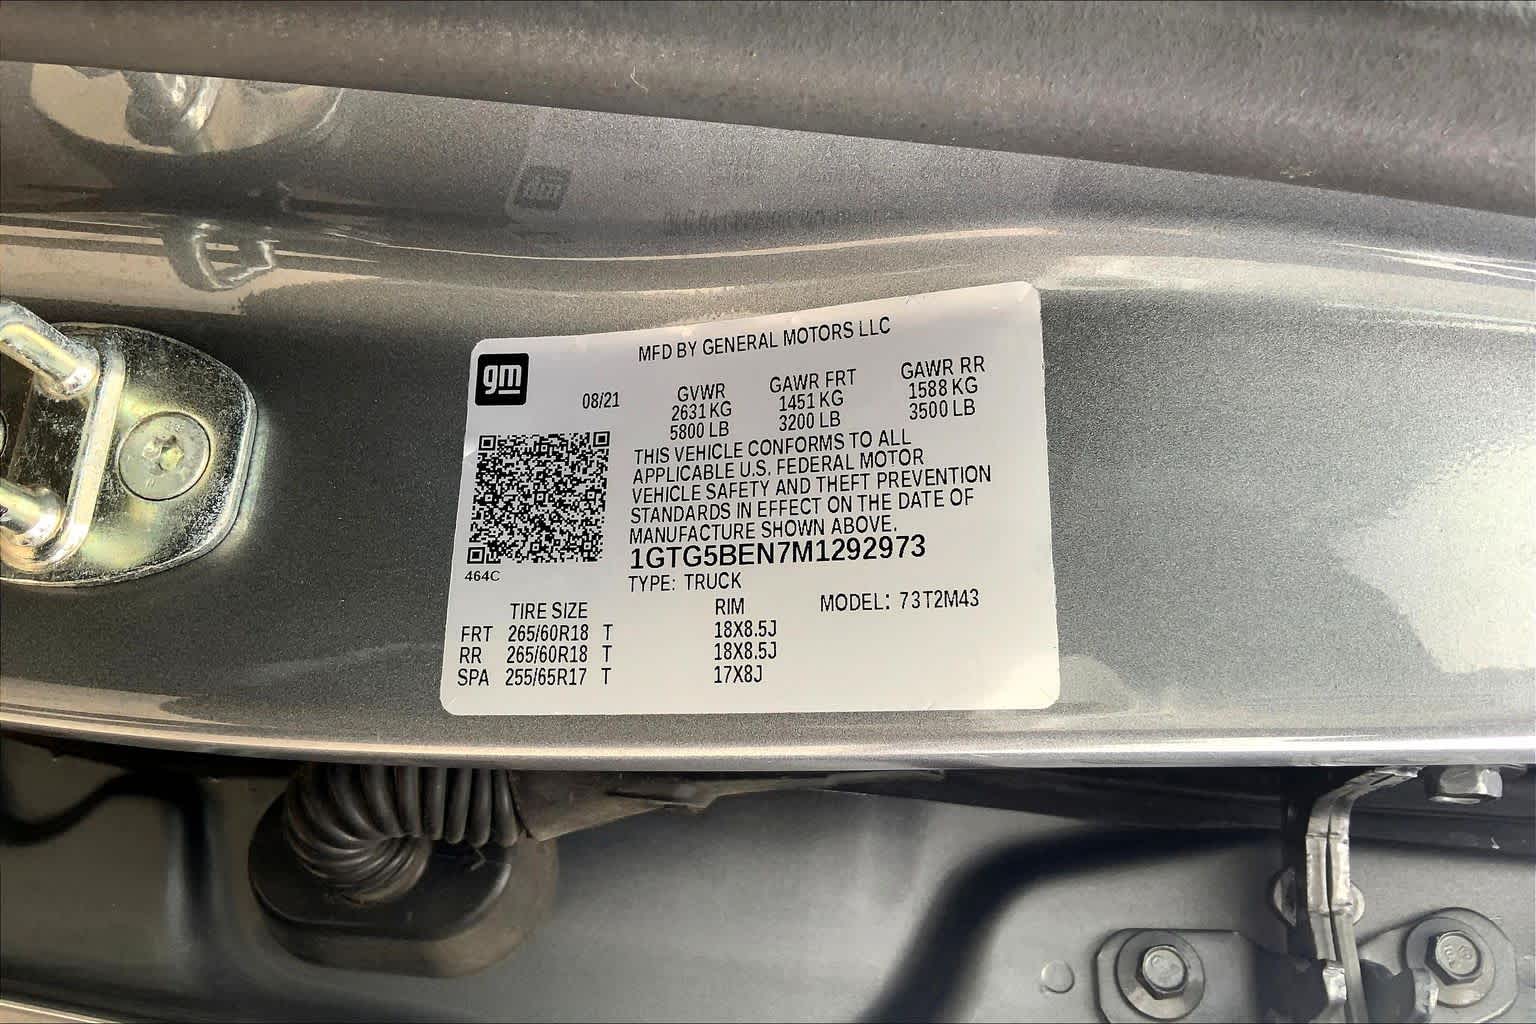 MFD BY GENERAL MOTORS LLC
gm
08/21
GVWR
2631 KG
5800 LB
GAWR FRT
1451 KG
3200 LB
GAWR RR
1588 KG
3500 LB
THIS VEHICLE CONFORMS TO ALL
APPLICABLE U.S. FEDERAL MOTOR
VEHICLE SAFETY AND THEFT PREVENTION
STANDARDS IN EFFECT ON THE DATE OF
MANUFACTURE SHOWN ABOVE.
1GTG5BEN7M1292973
464C
TYPE: TRUCK
TIRE SIZE RIM MODEL: 73T2M43
FRT 265/60R18 T 18X8.5J
RR 265/60R18 T 18X8.5J
SPA 255/65R17 T 17X8J